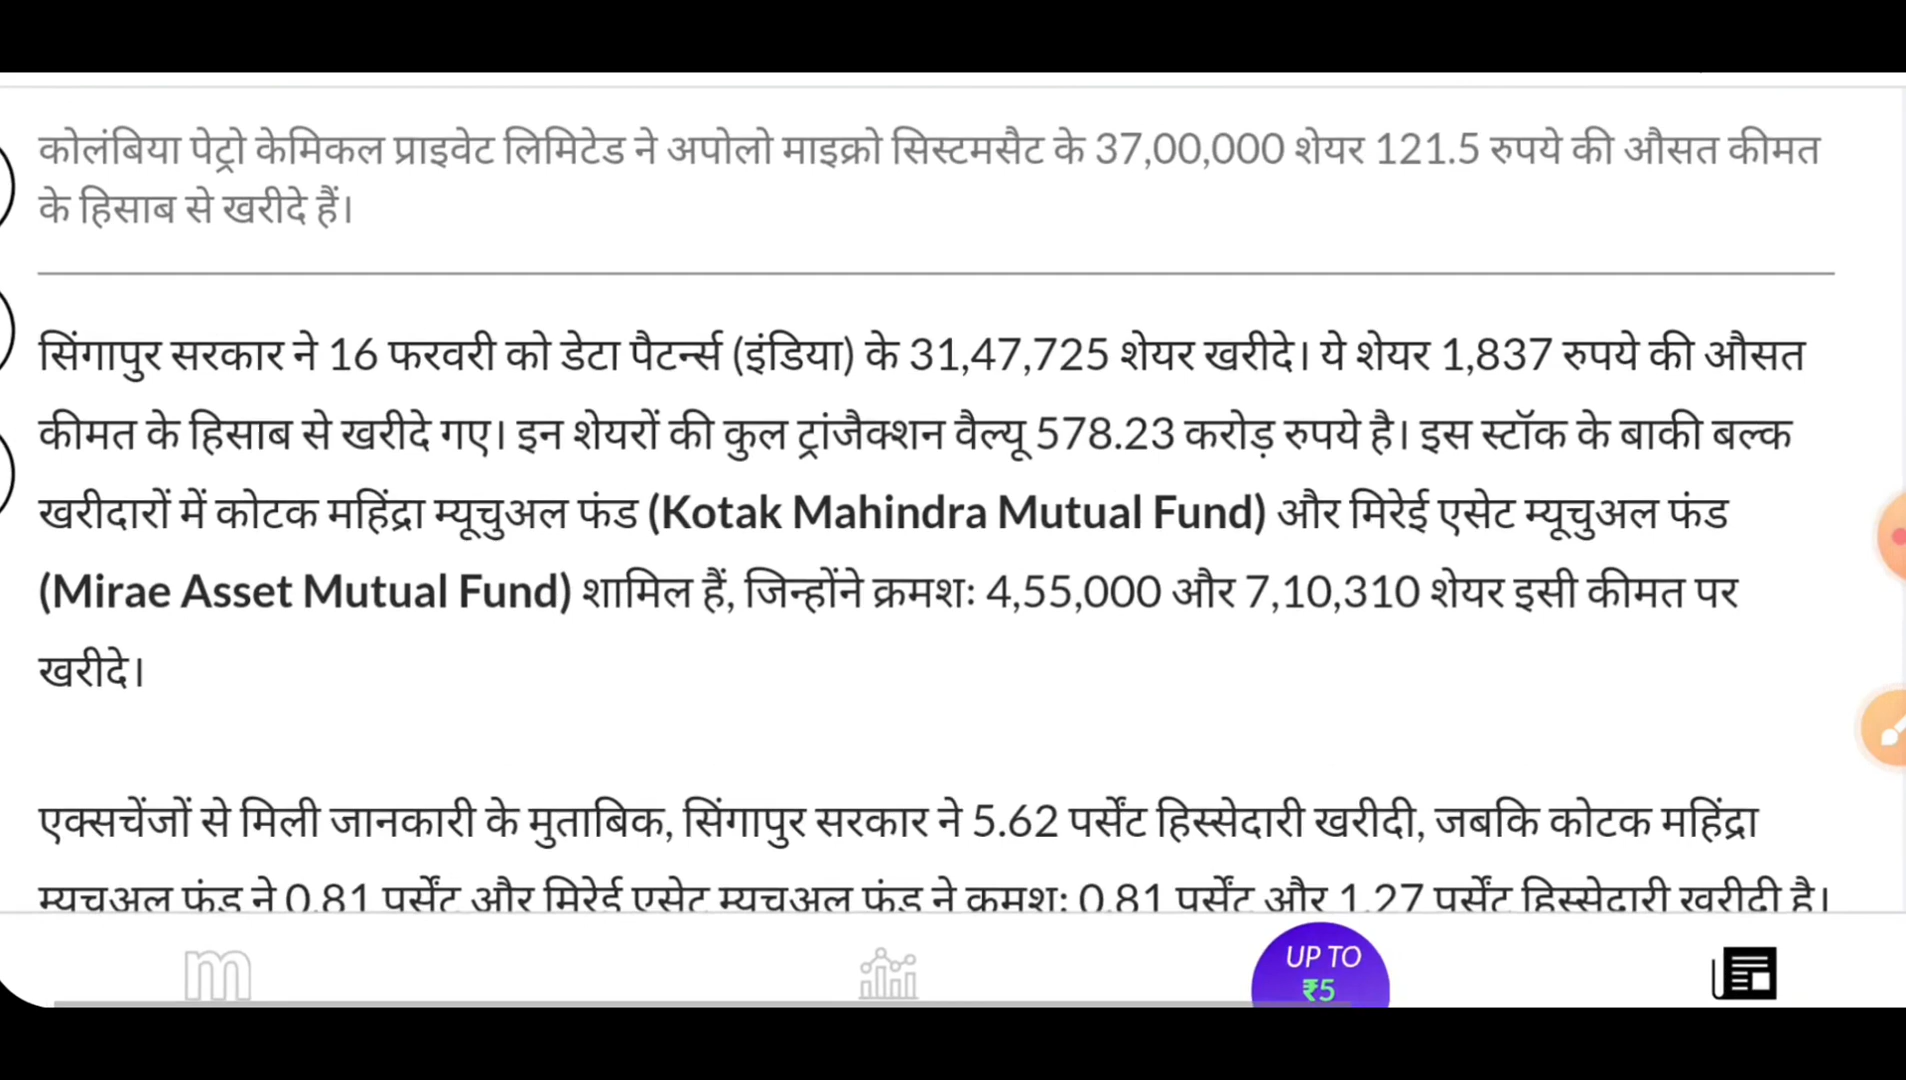 कोलंबिया पेट्रो केमिकल प्राइवेट लिमिटेड ने अपोलो माइक्रो सिस्टमसैट के 37,00,000 शेयर 121.5 रुपये की औसत कीमत
के हिसाब से खरीदे हैं।
सिंगापुर सरकार ने 16 फरवरी को डेटा पैटर्न्स (इंडिया) के 31,47,725 शेयर खरीदे। ये शेयर 1,837 रुपये की औसत
कीमत के हिसाब से खरीदे गए। इन शेयरों की कुल ट्रांजैक्शन वैल्यू 578.23 करोड़ रुपये है। इस स्टॉक के बाकी बल्क
खरीदारों में कोटक महिंद्रा म्यूचुअल फंड (Kotak Mahindra Mutual Fund) और मिरेई एसेट म्यूचुअल फंड
(Mirae Asset Mutual Fund) शामिल हैं, जिन्होंने क्रमशः 4,55,000 और 7,10,310 शेयर इसी कीमत पर
खरीदे।
एक्सचेंजों से मिली जानकारी के मुताबिक, सिंगापुर सरकार ने 5.62 पर्सेंट हिस्सेदारी खरीदी, जबकि कोटक महिंद्रा
म्यूचुअल फंड ने 0.81 पर्सेंट और मिरेई एसेट म्यूचुअल फंड ने क्रमशः 0.81 पर्सेंट और 1.27 पर्सेंट हिस्सेदारी खरीदी है।
m
UP TO
₹5